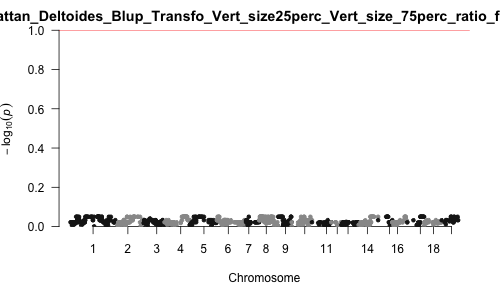 attan_Deltoides_Blup_Transfo_Vert_size25perc_Vert_size_75perc_ratio_f
1.0
0.8
0.6
0.4
0.2
0.0
− log10(p)
1 2 3 4 5 6 7 8 9 11 14 16 18
Chromosome